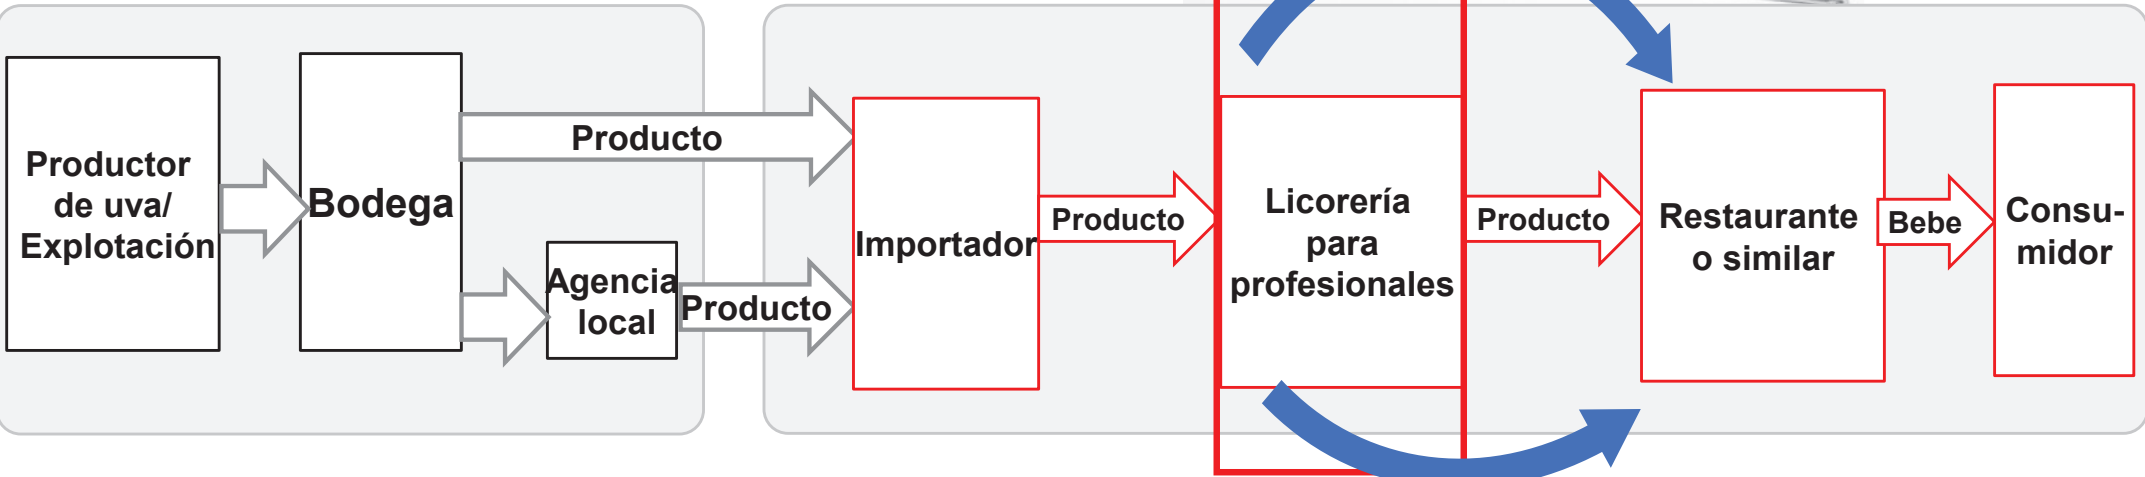 Productor
de uva/
Explotación
Bodega
Producto
Agencia
local
Producto
Importador
Producto
Licorería
para
profesionales
Producto
Restaurante
o similar
Bebe
Consu-
midor